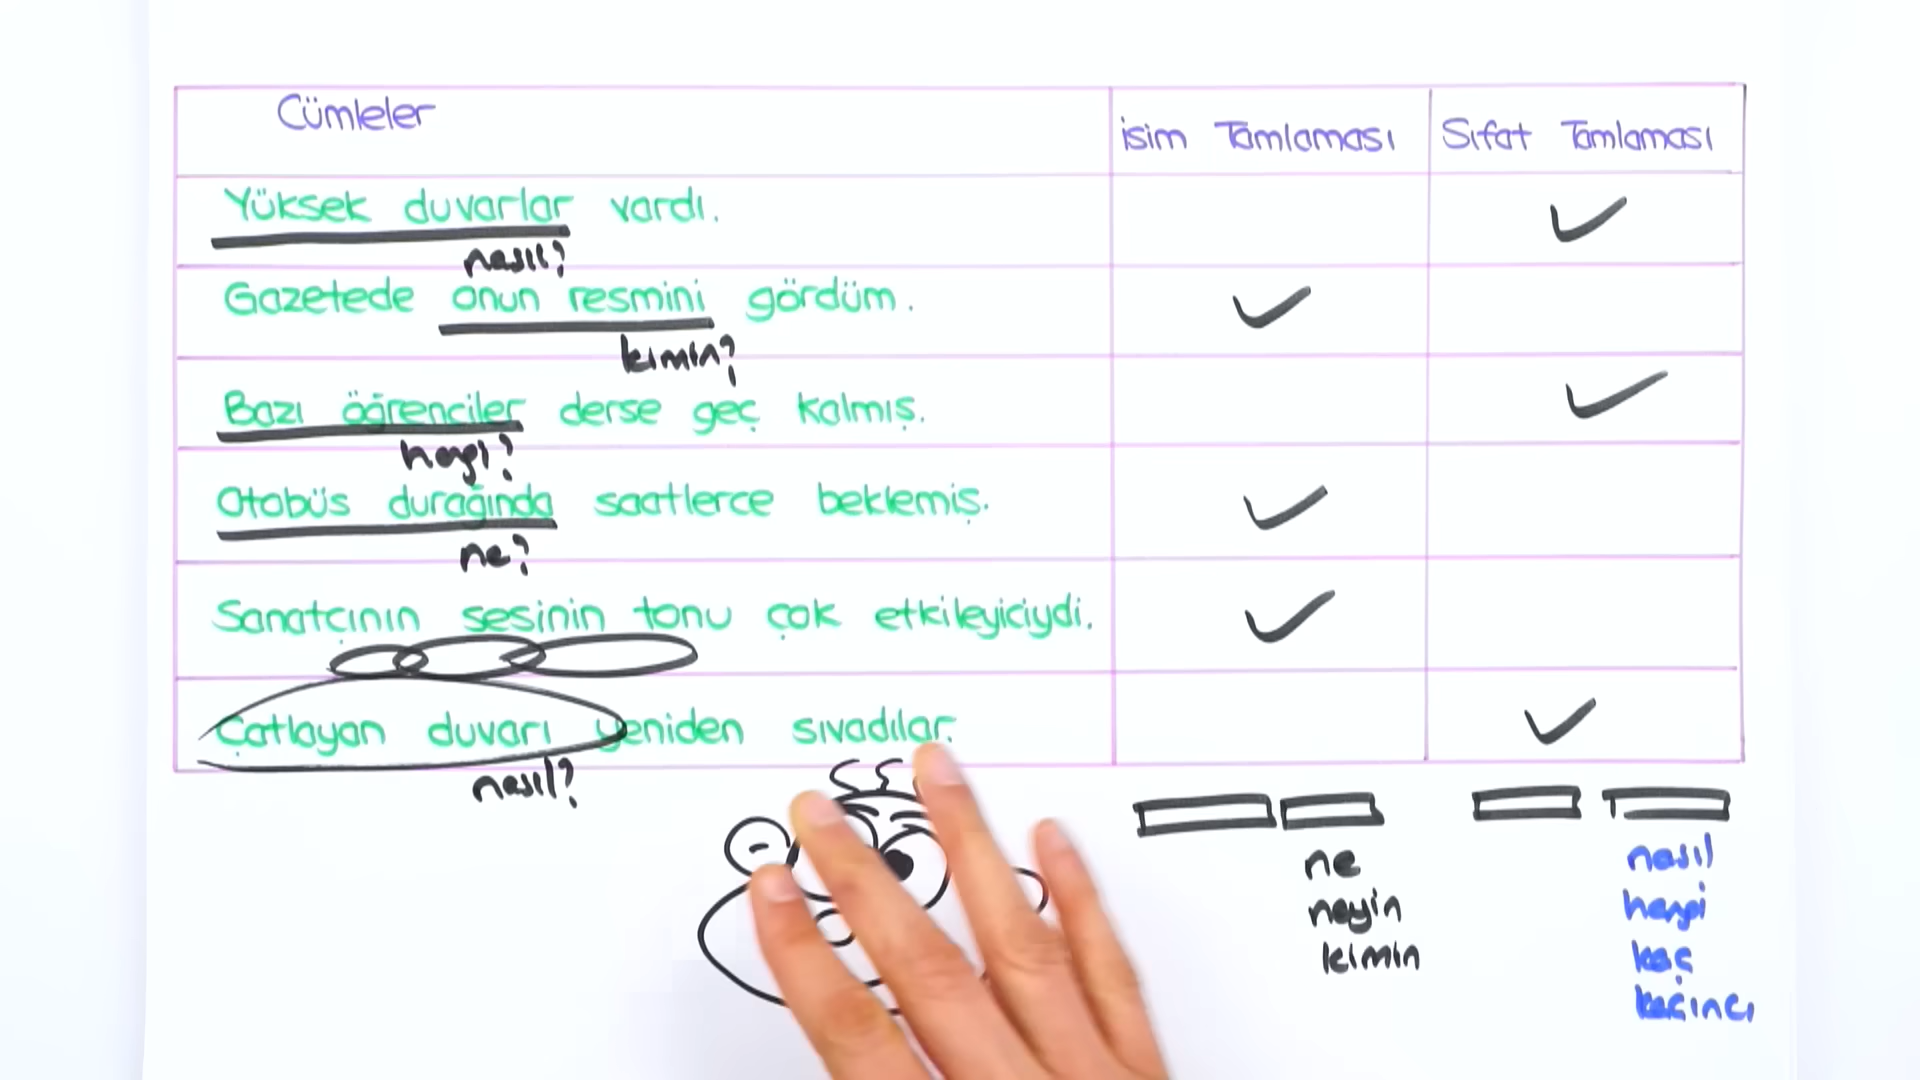 Cümleler
İsim Tamlaması
Sıfat Tamlaması
Yüksek duvarlar vardı.
nasıl?
Gazetede onun resmini gördüm.
kimin?
Bazı öğrenciler derse geç kalmış.
hangi?
Otobüs durağında saatlerce beklemiş.
ne?
Sanatçının sesinin tonu çok etkileyiciydi.
Çatlayan duvarı yeniden sıvadılar.
nasıl?
ne
neyin
kimin
nasıl
hangi
kaç
kaçıncı